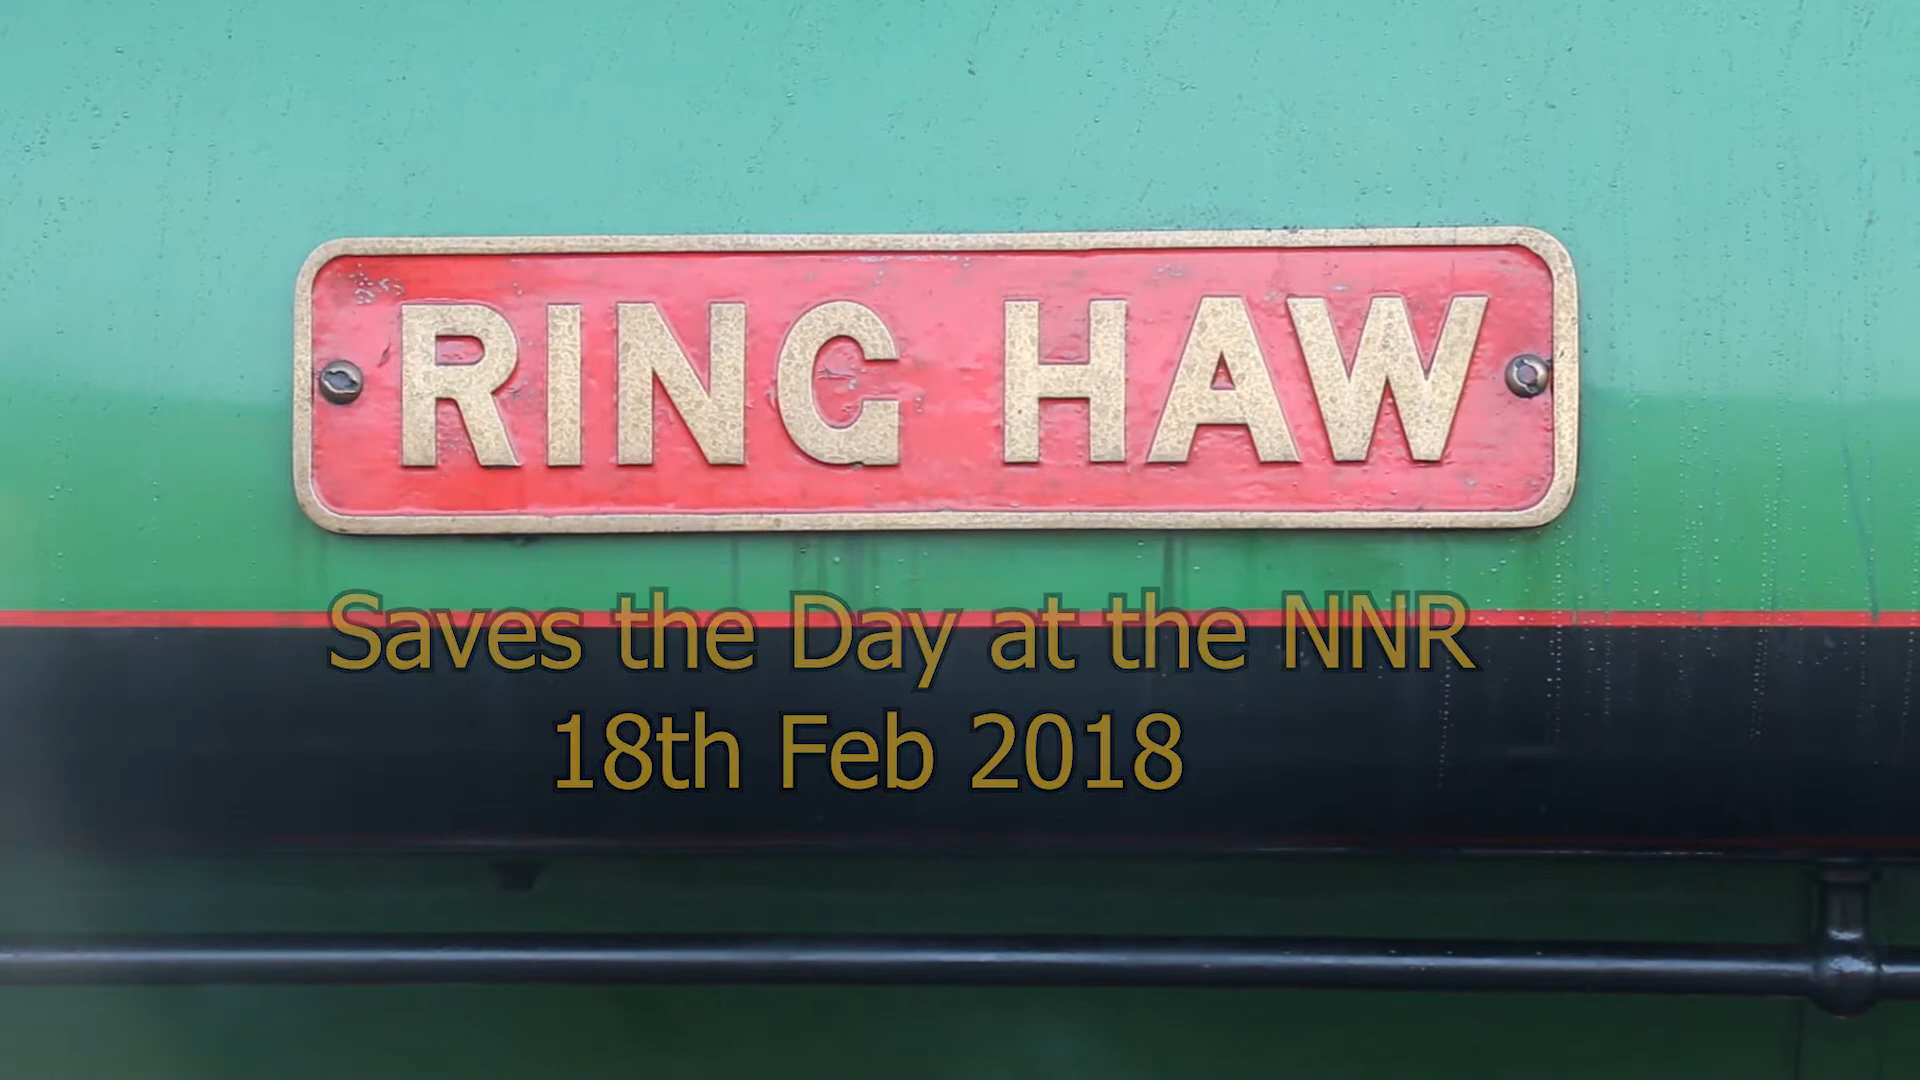 RING HAW
Saves the Day at the NNR
18th Feb 2018